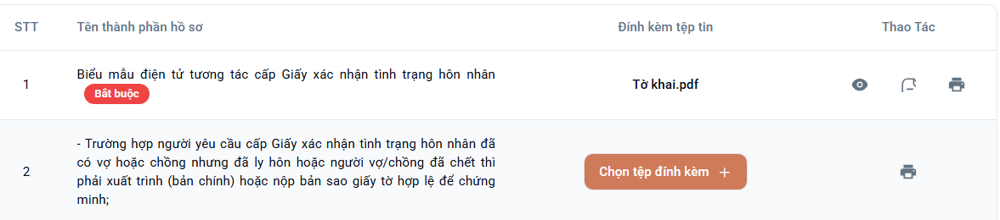 STT Tên thành phần hồ sơ Đính kèm tệp tin Thao Tác
1 Biểu mẫu điện tử tương tác cấp Giấy xác nhận tình trạng hôn nhân Tờ khai.pdf
Bắt buộc
- Trường hợp người yêu cầu cấp Giấy xác nhận tình trạng hôn nhân đã
có vợ hoặc chồng nhưng đã ly hôn hoặc người vợ/chồng đã chết thì
2 phải xuất trình (bản chính) hoặc nộp bản sao giấy tờ hợp lệ để chứng Chọn tệp đính kèm +
minh;